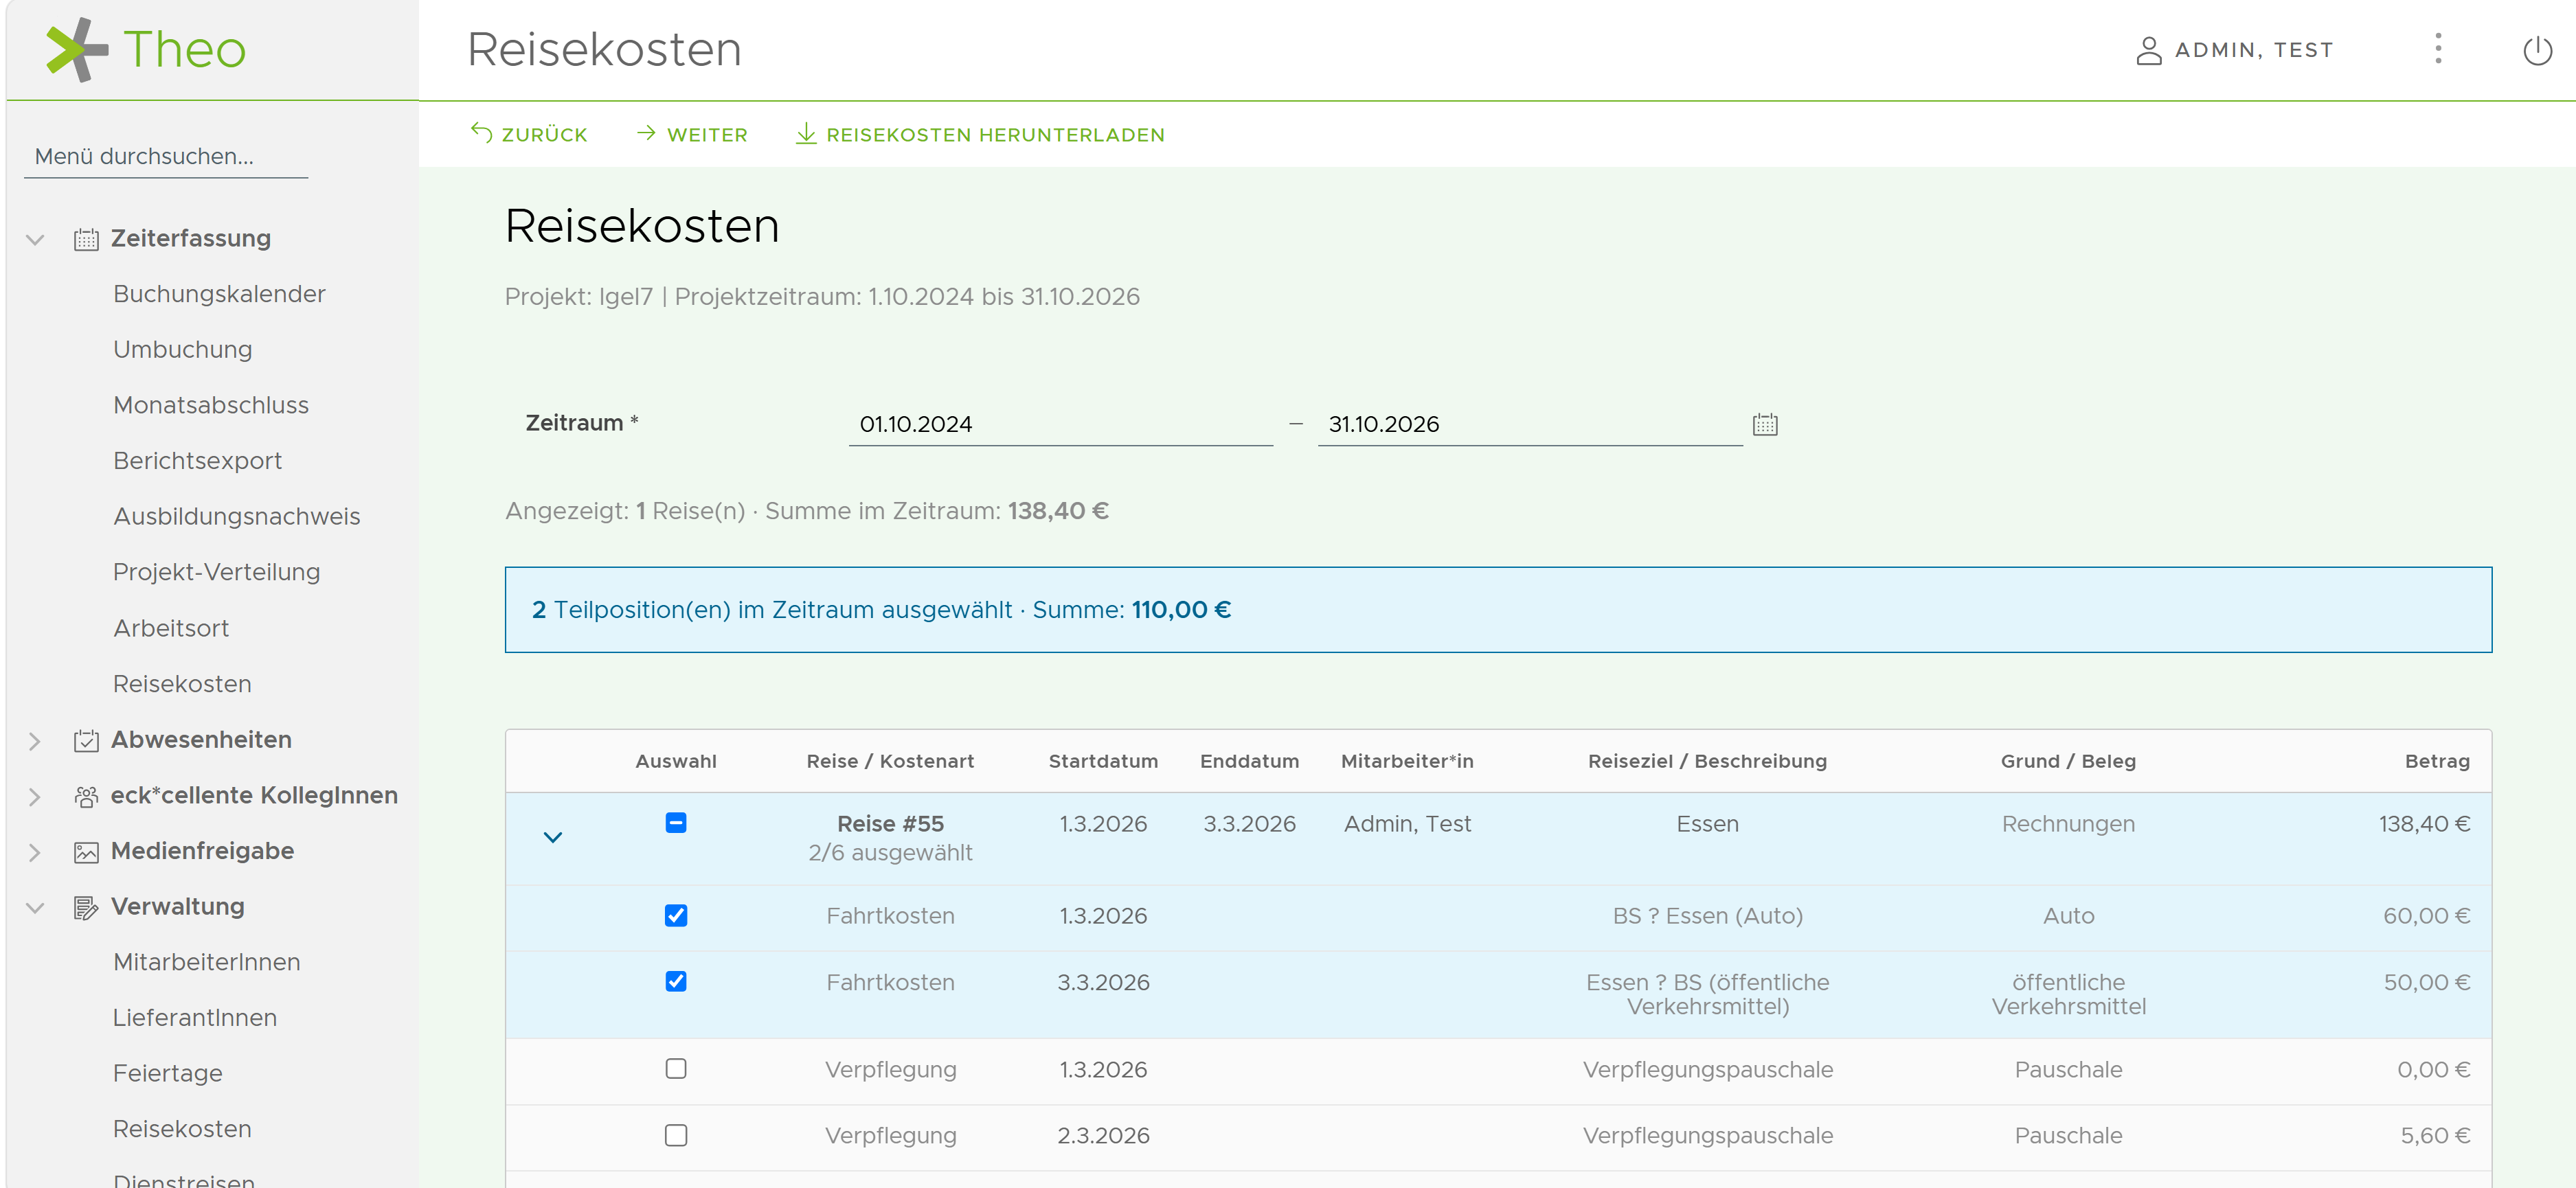 Theo
Reisekosten
ADMIN, TEST
ZURÜCK WEITER REISEKOSTEN HERUNTERLADEN
Menü durchsuchen...
Zeiterfassung
Buchungskalender
Umbuchung
Monatsabschluss
Berichtsexport
Ausbildungsnachweis
Projekt-Verteilung
Arbeitsort
Reisekosten
Abwesenheiten
eck*cellente KollegInnen
Medienfreigabe
Verwaltung
MitarbeiterInnen
LieferantInnen
Feiertage
Reisekosten
Dienstreisen
Reisekosten
Projekt: Igel7 | Projektzeitraum: 1.10.2024 bis 31.10.2026
Zeitraum * 01.10.2024 – 31.10.2026
Angezeigt: 1 Reise(n) · Summe im Zeitraum: 138,40 €
2 Teilposition(en) im Zeitraum ausgewählt · Summe: 110,00 €
Auswahl Reise / Kostenart Startdatum Enddatum Mitarbeiter*in Reiseziel / Beschreibung Grund / Beleg Betrag
Reise #55 1.3.2026 3.3.2026 Admin, Test Essen Rechnungen 138,40 €
2/6 ausgewählt
Fahrtkosten 1.3.2026 BS ? Essen (Auto) Auto 60,00 €
Fahrtkosten 3.3.2026 Essen ? BS (öffentliche öffentliche 50,00 €
Verkehrsmittel) Verkehrsmittel
Verpflegung 1.3.2026 Verpflegungspauschale Pauschale 0,00 €
Verpflegung 2.3.2026 Verpflegungspauschale Pauschale 5,60 €